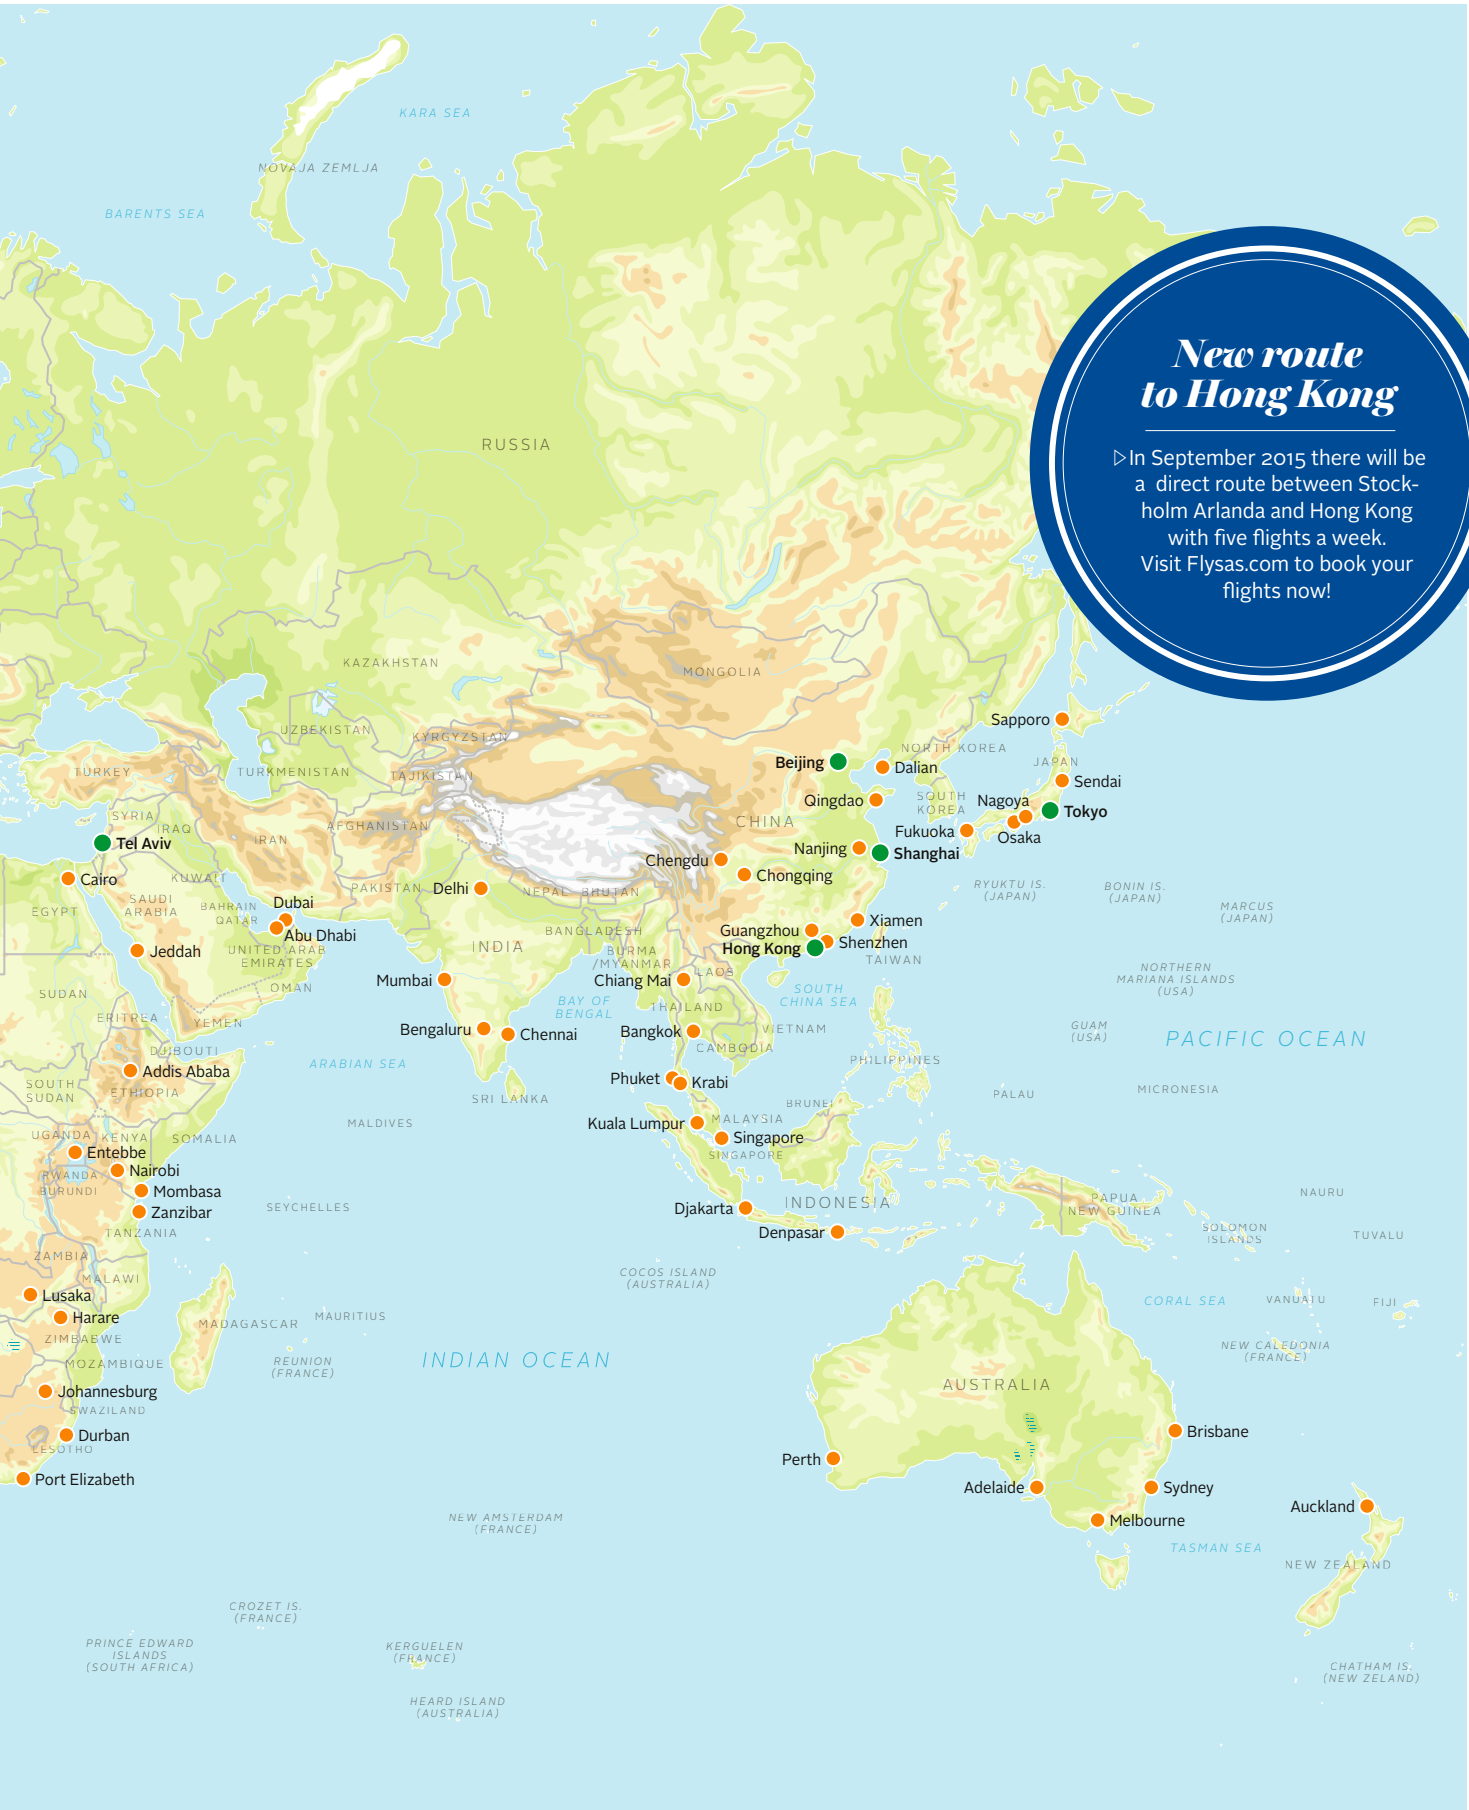 KARA SEA
NOVAJA ZEMLJA
BARENTS SEA
New route
to Hong Kong
▷In September 2015 there will be
a direct route between Stock-
holm Arlanda and Hong Kong
with five flights a week.
Visit Flysas.com to book your
flights now!
RUSSIA
KAZAKHSTAN
MONGOLIA
Sapporo
UZBEKISTAN
KYRGYZSTAN
NORTH KOREA
Beijing
Dalian
JAPAN
TURKEY
TURKMENISTAN
TAJIKISTAN
Sendai
Qingdao
SOUTH
KOREA
Nagoya
Tokyo
SYRIA
IRAQ
IRAN
AFGHANISTAN
CHINA
Fukuoka
Osaka
Tel Aviv
Nanjing
Shanghai
Chengdu
Chongqing
Cairo
KUWAIT
PAKISTAN
Delhi
NEPAL
BHUTAN
RYUKTU IS.
(JAPAN)
BONIN IS.
(JAPAN)
MARCUS
(JAPAN)
EGYPT
SAUDI
ARABIA
BAHRAIN
QATAR
Dubai
Abu Dhabi
Xiamen
Guangzhou
Shenzhen
Hong Kong
TAIWAN
Jeddah
UNITED ARAB
EMIRATES
INDIA
BANGLADESH
BURMA
/MYANMAR
LAOS
NORTHERN
MARIANA ISLANDS
(USA)
Mumbai
Chiang Mai
SUDAN
OMAN
BAY OF
BENGAL
SOUTH
CHINA SEA
THAILAND
ERITREA
YEMEN
Bengaluru
Chennai
Bangkok
VIETNAM
GUAM
(USA)
PACIFIC OCEAN
DJIBOUTI
ARABIAN SEA
CAMBODIA
PHILIPPINES
Addis Ababa
SOUTH
SUDAN
ETHIOPIA
Phuket
Krabi
SRI LANKA
PALAU
MICRONESIA
BRUNEI
MALDIVES
Kuala Lumpur
MALAYSIA
UGANDA
KENYA
SOMALIA
Singapore
SINGAPORE
Entebbe
Nairobi
RWANDA
BURUNDI
Mombasa
Zanzibar
SEYCHELLES
Djakarta
INDONESIA
PAPUA
NEW GUINEA
NAURU
TANZANIA
Denpasar
SOLOMON
ISLANDS
TUVALU
ZAMBIA
MALAWI
COCOS ISLAND
(AUSTRALIA)
Lusaka
Harare
MADAGASCAR
MAURITIUS
CORAL SEA
VANUATU
FIJI
ZIMBABWE
MOZAMBIQUE
REUNION
(FRANCE)
INDIAN OCEAN
NEW CALEDONIA
(FRANCE)
AUSTRALIA
Johannesburg
SWAZILAND
Durban
LESOTHO
Brisbane
Port Elizabeth
Perth
Adelaide
Sydney
Auckland
Melbourne
NEW AMSTERDAM
(FRANCE)
TASMAN SEA
NEW ZEALAND
CROZET IS.
(FRANCE)
PRINCE EDWARD
ISLANDS
(SOUTH AFRICA)
KERGUELEN
(FRANCE)
CHATHAM IS.
(NEW ZELAND)
HEARD ISLAND
(AUSTRALIA)